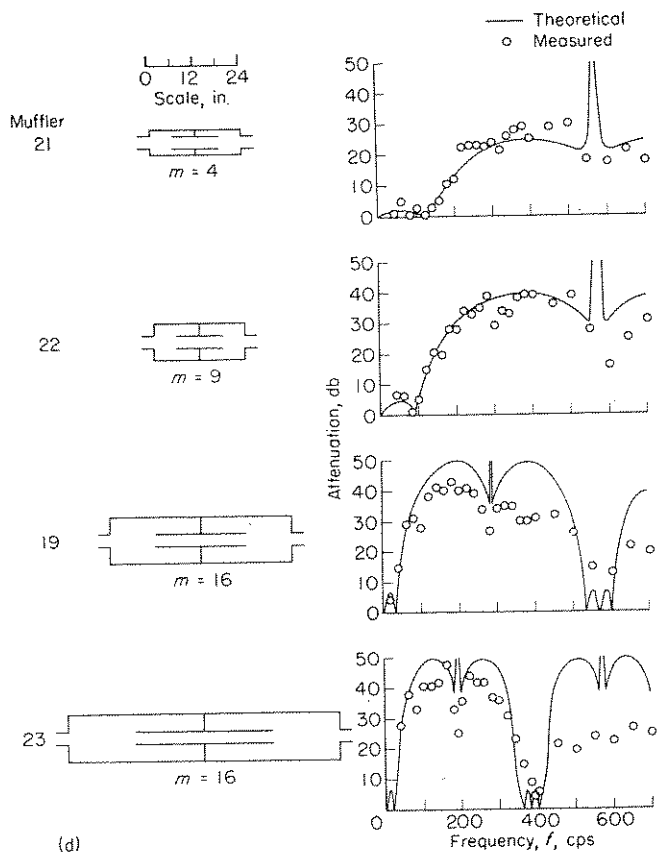 Theoretical
Measured
0 12 24
Scale, in.
Muffler
21
m = 4
50
40
30
20
10
0
22
m = 9
50
40
30
20
10
0
Attenuation, db
19
m = 16
50
40
30
20
10
0
23
m = 16
50
40
30
20
10
0 200 400 600
Frequency, f, cps
(d)